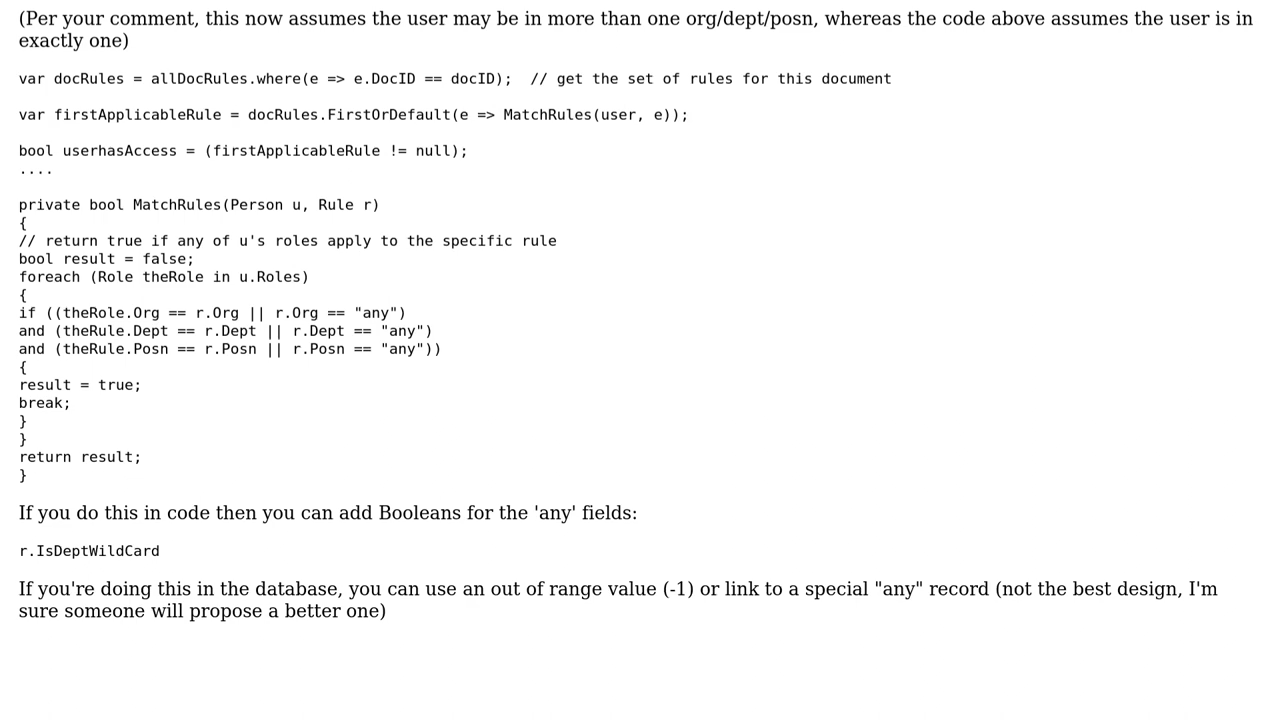 (Per your comment, this now assumes the user may be in more than one org/dept/posn, whereas the code above assumes the user is in
exactly one)
var docRules = allDocRules.where(e => e.DocID == docID);  // get the set of rules for this document
var firstApplicableRule = docRules.FirstOrDefault(e => MatchRules(user, e));
bool userhasAccess = (firstApplicableRule != null);
....
private bool MatchRules(Person u, Rule r)
{
// return true if any of u's roles apply to the specific rule
bool result = false;
foreach (Role theRole in u.Roles)
{
if ((theRole.Org == r.Org || r.Org == "any")
and (theRule.Dept == r.Dept || r.Dept == "any")
and (theRule.Posn == r.Posn || r.Posn == "any"))
{
result = true;
break;
}
}
return result;
}
If you do this in code then you can add Booleans for the 'any' fields:
r.IsDeptWildCard
If you're doing this in the database, you can use an out of range value (-1) or link to a special "any" record (not the best design, I'm
sure someone will propose a better one)